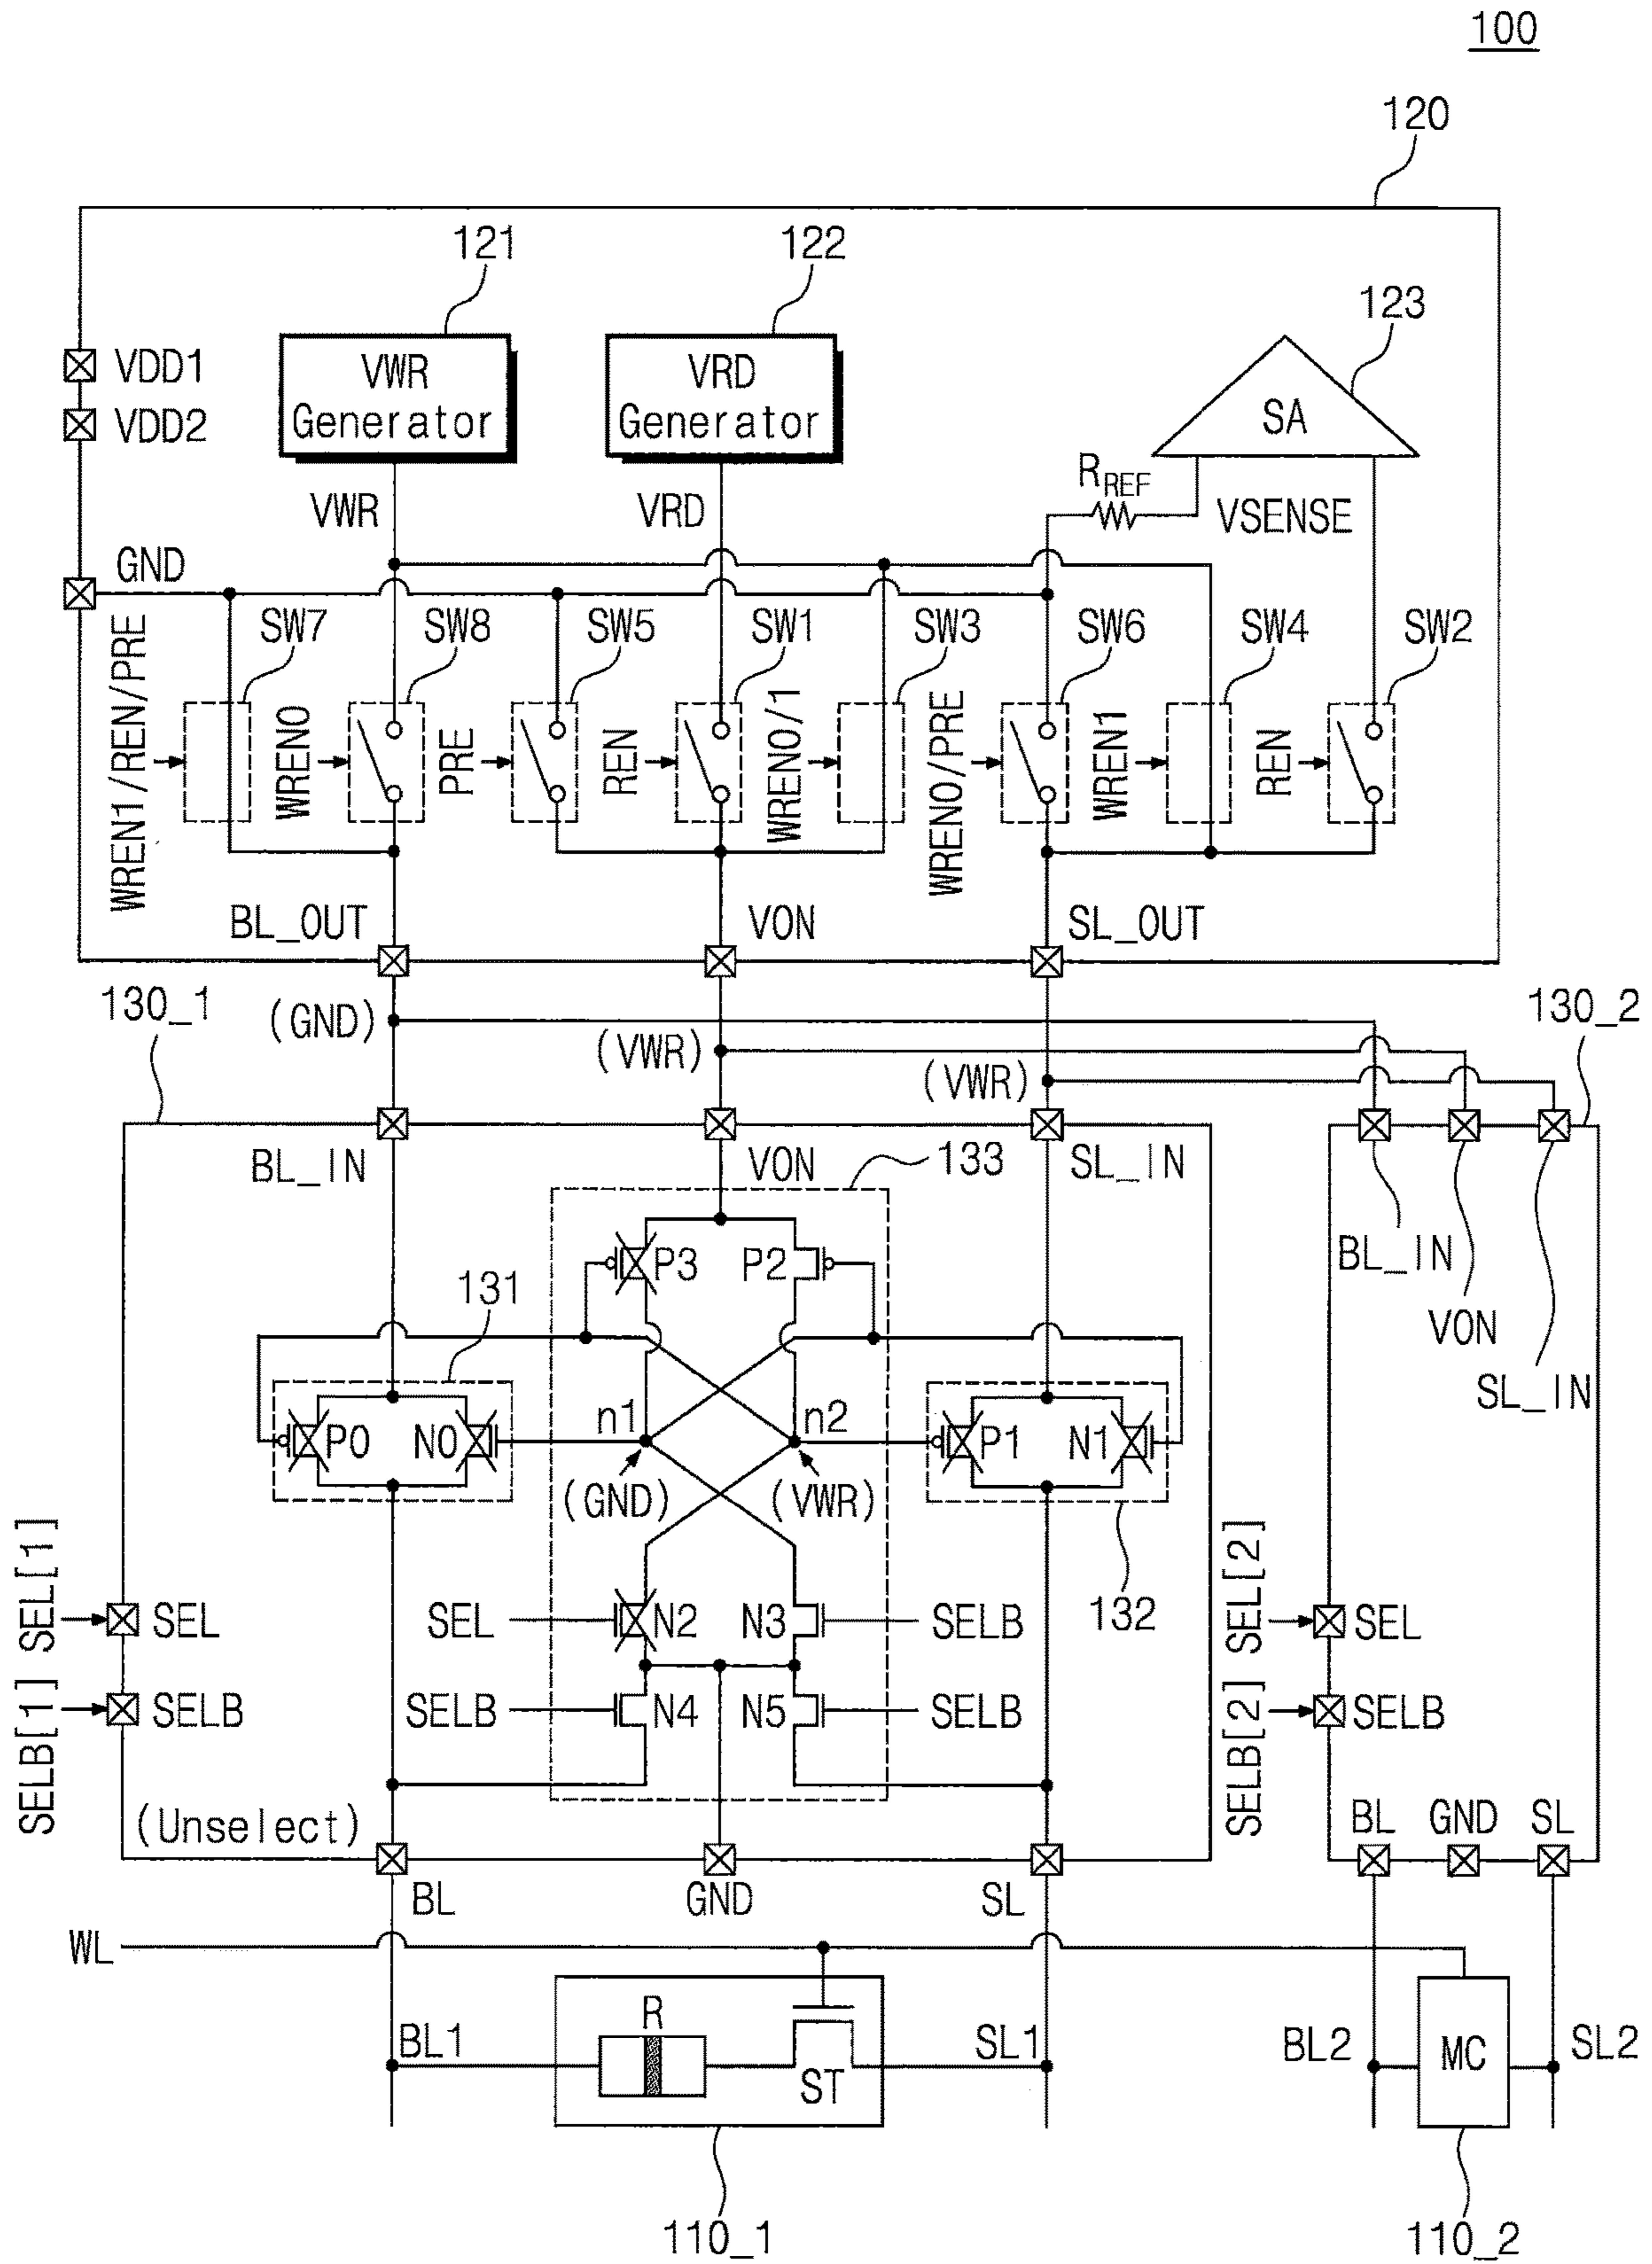 100
120
121
122
123
VDD1
VDD2
VWR
Generator
VRD
Generator
SA
R_REF
VWR
VRD
VSENSE
GND
SW7
SW8
SW5
SW1
SW3
SW6
SW4
SW2
WREN1/REN/PRE
WREN0
PRE
REN
WREN0/1
WREN0/PRE
WREN1
REN
BL_OUT
VON
SL_OUT
130_1
(GND)
(VWR)
(VWR)
130_2
BL_IN
VON
133
SL_IN
BL_IN
VON
SL_IN
P3
P2
131
P0
N0
n1
n2
P1
N1
(GND)
(VWR)
132
SEL[1]
SEL
SEL
N2
N3
SELB
SEL[2]
SEL
SELB[1]
SELB
SELB
N4
N5
SELB
SELB[2]
SELB
(Unselect)
BL
GND
SL
BL
GND
SL
WL
R
BL1
ST
SL1
BL2
MC
SL2
110_1
110_2